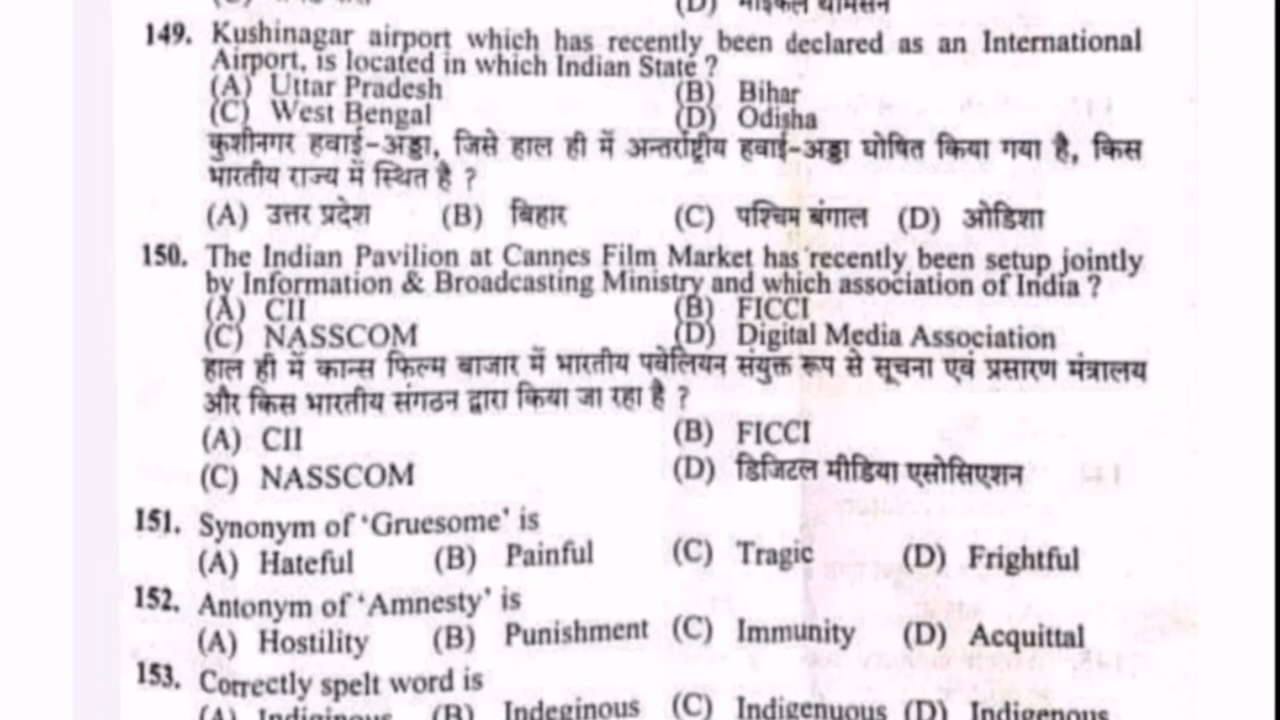 (D) माइकल थॉमसन
149. Kushinagar airport which has recently been declared as an International
Airport, is located in which Indian State ?
(A) Uttar Pradesh (B) Bihar
(C) West Bengal (D) Odisha
कुशीनगर हवाई-अड्डा, जिसे हाल ही में अन्तर्राष्ट्रीय हवाई-अड्डा घोषित किया गया है, किस
भारतीय राज्य में स्थित है ?
(A) उत्तर प्रदेश (B) बिहार (C) पश्चिम बंगाल (D) ओडिशा
150. The Indian Pavilion at Cannes Film Market has recently been setup jointly
by Information & Broadcasting Ministry and which association of India ?
(A) CII (B) FICCI
(C) NASSCOM (D) Digital Media Association
हाल ही में कान्स फिल्म बाजार में भारतीय पवेलियन संयुक्त रूप से सूचना एवं प्रसारण मंत्रालय
और किस भारतीय संगठन द्वारा किया जा रहा है ?
(A) CII (B) FICCI
(C) NASSCOM (D) डिजिटल मीडिया एसोसिएशन
151. Synonym of ‘Gruesome’ is
(A) Hateful (B) Painful (C) Tragic (D) Frightful
152. Antonym of ‘Amnesty’ is
(A) Hostility (B) Punishment (C) Immunity (D) Acquittal
153. Correctly spelt word is
(A) Indiginous (B) Indeginous (C) Indigenuous (D) Indigenous